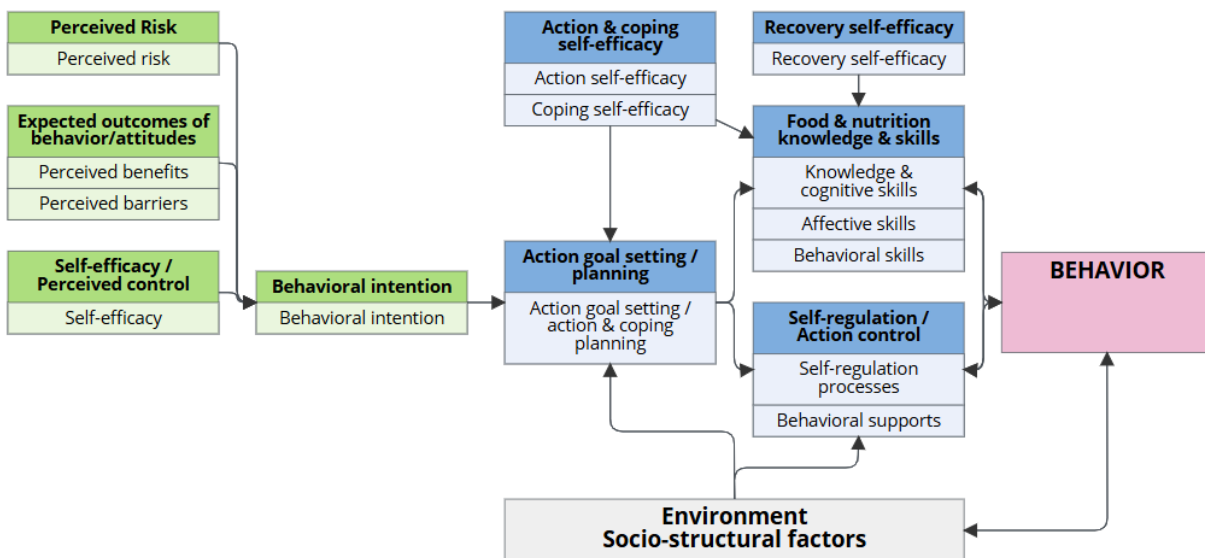 Perceived Risk
Perceived risk
Expected outcomes of
behavior/attitudes
Perceived benefits
Perceived barriers
Self-efficacy /
Perceived control
Self-efficacy
Behavioral intention
Behavioral intention
Action & coping
self-efficacy
Action self-efficacy
Coping self-efficacy
Action goal setting /
planning
Action goal setting /
action & coping
planning
Recovery self-efficacy
Recovery self-efficacy
Food & nutrition
knowledge & skills
Knowledge &
cognitive skills
Affective skills
Behavioral skills
Self-regulation /
Action control
Self-regulation
processes
Behavioral supports
BEHAVIOR
Environment
Socio-structural factors